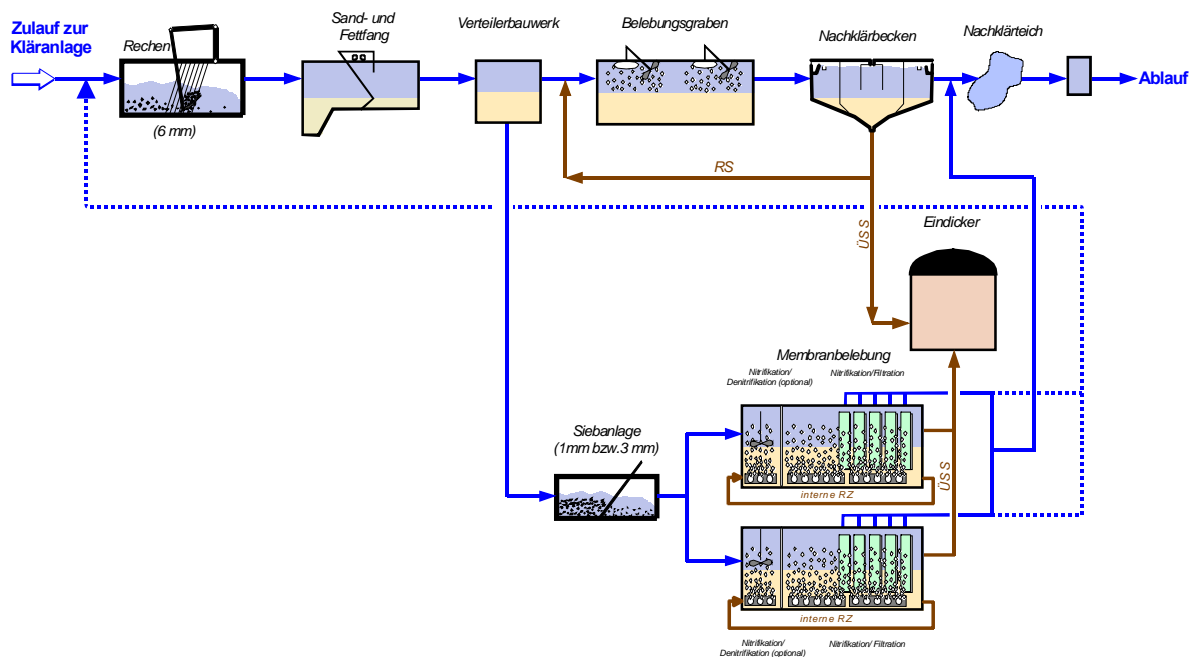 Zulauf zur
Kläranlage
Rechen
(6 mm)
Sand- und
Fettfang
Verteilerbauwerk
Belebungsgraben
Nachklärbecken
Nachklärteich
Ablauf
RS
ÜSS
Eindicker
Membranbelebung
Nitrifikation/
Denitrifikation (optional)
Nitrifikation/Filtration
Siebanlage
(1mm bzw.3 mm)
interne RZ
ÜSS
interne RZ
Nitrifikation/
Denitrifikation (optional)
Nitrifikation/ Filtration